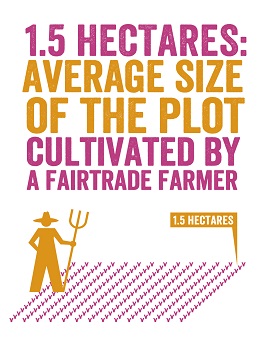 1.5 HECTARES:
AVERAGE SIZE
OF THE PLOT
CULTIVATED BY
A FAIRTRADE FARMER
1.5 HECTARES